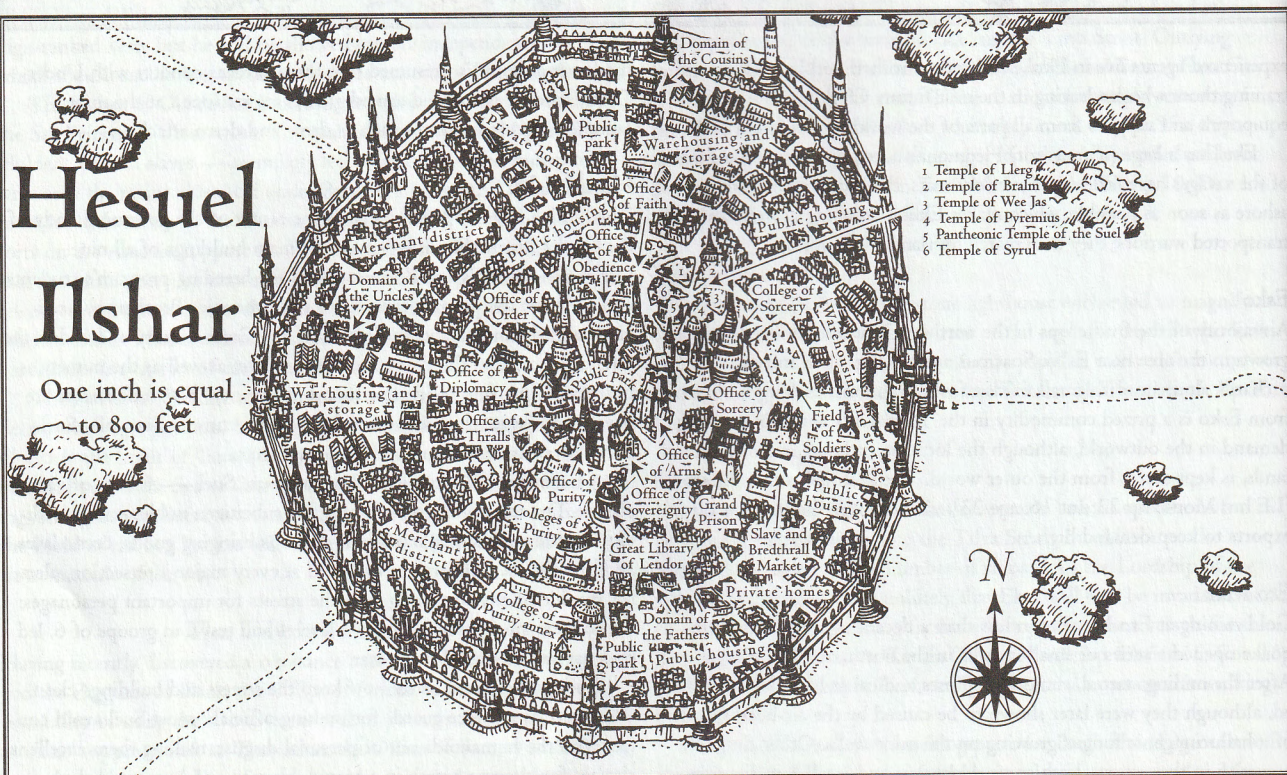 Hesuel
Ilshar
One inch is equal
to 800 feet
1 Temple of Llerg
2 Temple of Bralm
3 Temple of Wee Jas
5 Pantheonic Temple of the Suel
6 Temple of Syrul
Domain of
the Cousins
Private homes
Public
park
Warehousing and
storage
Office
of Faith
Public housing
Public housing
Office
of
Obedience
Merchant district
Domain of
the Uncles
Office of
Order
College of
Sorcery
Warehousing and storage
Office of
Diplomacy
Public Park
Office of
Sorcery
Warehousing and
storage
Field
of
Soldiers
Office of
Thralls
Office
of Arms
Office of
Purity
Office of
Sovereignty
Grand
Prison
Public
housing
Colleges of
Purity
Slave and
Bredthrall
Market
Merchant
district
Great Library
of Lendor
Private homes
College of
Purity annex
Domain of
the Fathers
Public
park
Public housing
N
1
2
3
4
5
6